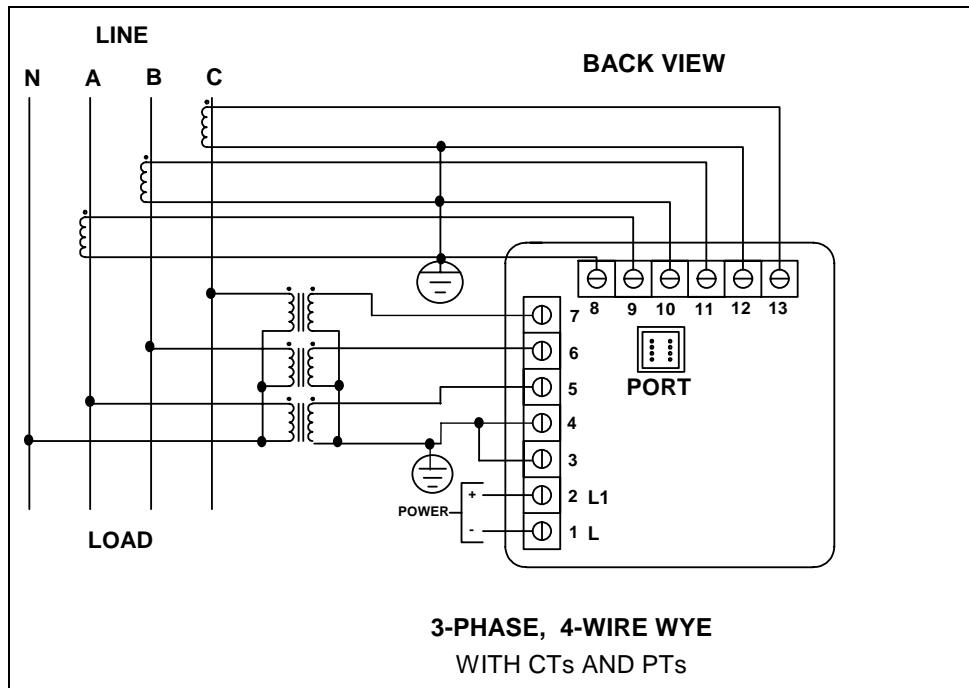 LINE
BACK VIEW
N A B C
8 9 10 11 12 13
7
6
PORT
5
4
3
2 L1
+
POWER
-
1 L
LOAD
3-PHASE, 4-WIRE WYE
WITH CTs AND PTs